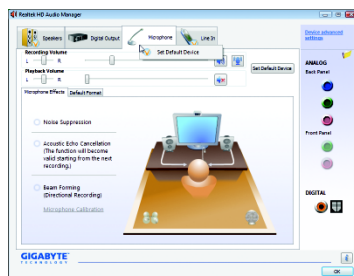 Realtek HD Audio Manager
Speakers
Digital Output
Microphone
Line In
Device advanced settings
Set Default Device
Recording Volume
L R
Set Default Device
Playback Volume
L R
Microphone Effects
Default Format
ANALOG
Back Panel
Noise Suppression
Acoustic Echo Cancellation
(The function will become
valid starting from the next
recording.)
Beam Forming
(Directional Recording)
Microphone Calibration
Front Panel
DIGITAL
GIGABYTE
TECHNOLOGY
i
OK